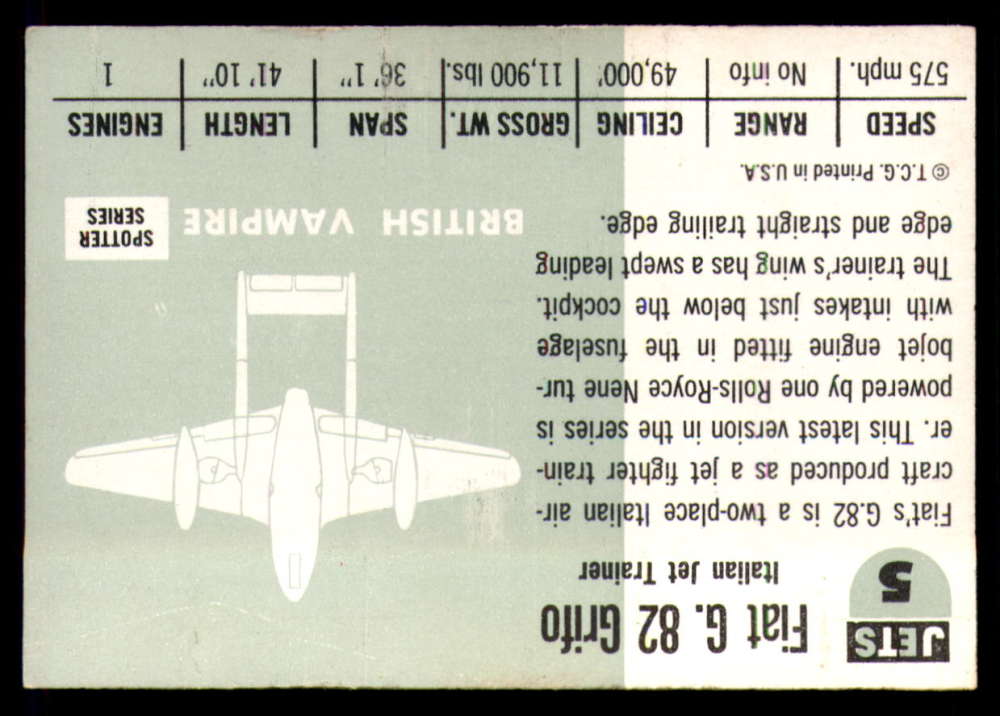 JETS
5
Fiat G. 82 Grifo
Italian Jet Trainer
Fiat's G.82 is a two-place Italian air-
craft produced as a jet fighter train-
er. This latest version in the series is
powered by one Rolls-Royce Nene tur-
bojet engine fitted in the fuselage
with intakes just below the cockpit.
The trainer's wing has a swept leading
edge and straight trailing edge.
© T.C.G. Printed in U.S.A.
BRITISH VAMPIRE
SPOTTER
SERIES
SPEED RANGE CEILING GROSS WT. SPAN LENGTH ENGINES
575 mph. No info 49,000' 11,900 lbs. 36' 1" 41' 10" 1